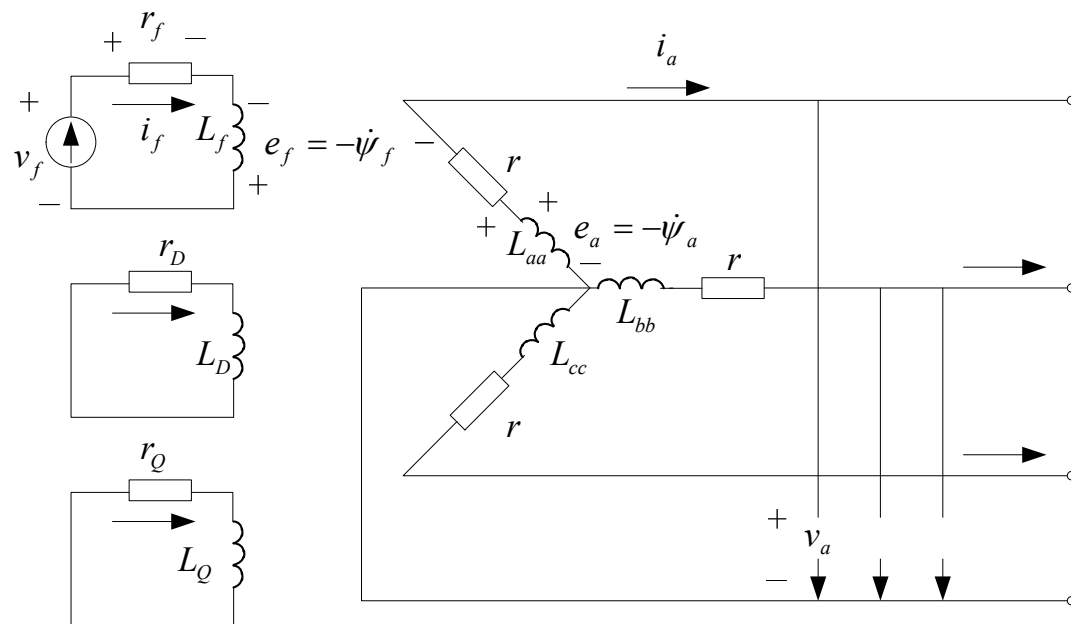 + r_f −
i_a
+
−
v_f
i_f
L_f
e_f = −ψ̇_f
−
+
−
r
+
+
L_aa
e_a = −ψ̇_a
−
r
L_bb
r_D
L_D
L_cc
r
r_Q
L_Q
+
v_a
−